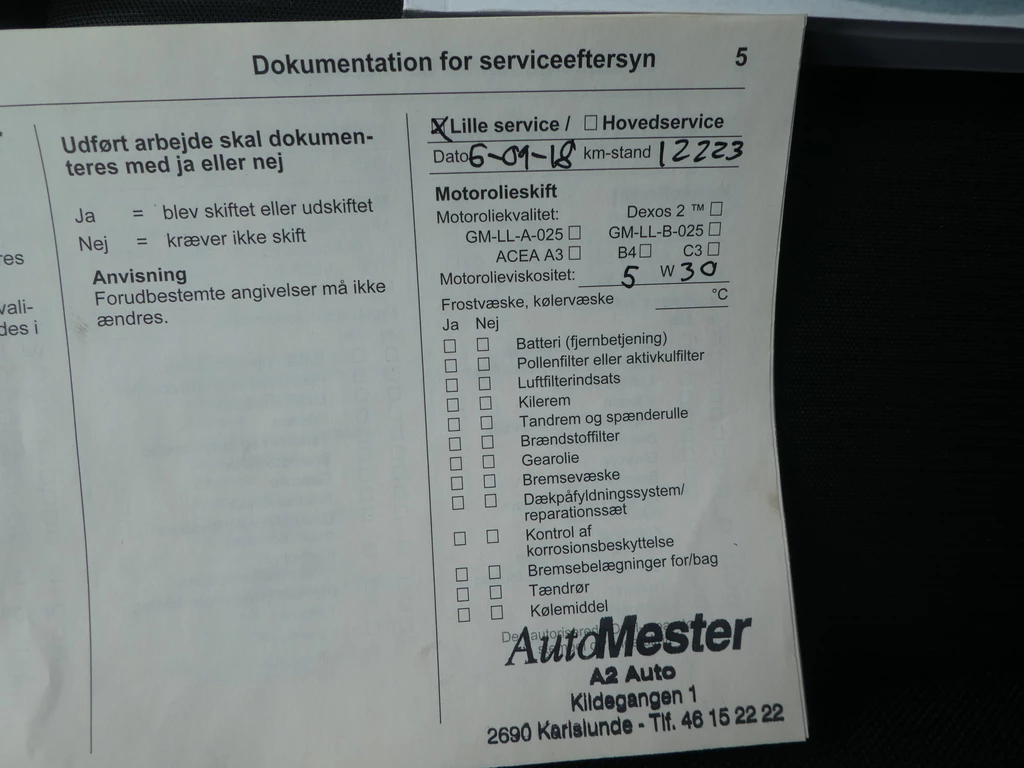 Dokumentation for serviceeftersyn 5
res
vali-
des i
Udført arbejde skal dokumen-
teres med ja eller nej
Ja = blev skiftet eller udskiftet
Nej = kræver ikke skift
Anvisning
Forudbestemte angivelser må ikke
ændres.
Lille service / Hovedservice
Dato 6-09-18 km-stand 12223
Motorolieskift
Motoroliekvalitet: Dexos 2 ™
GM-LL-A-025 GM-LL-B-025
ACEA A3 B4 C3
Motorolieviskositet: 5 W 30
Frostvæske, kølervæske °C
Ja Nej
Batteri (fjernbetjening)
Pollenfilter eller aktivkulfilter
Luftfilterindsats
Kilerem
Tandrem og spænderulle
Brændstoffilter
Gearolie
Bremsevæske
Dækpåfyldningssystem/
reparationssæt
Kontrol af
korrosionsbeskyttelse
Bremsebelægninger for/bag
Tændrør
Kølemiddel
AutoMester
A2 Auto
Kildegangen 1
2690 Karlslunde - Tlf. 46 15 22 22